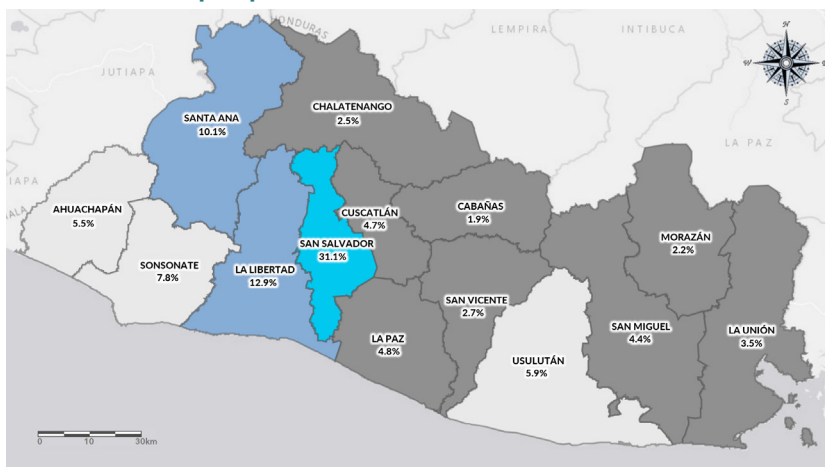 HONDURAS
LEMPIRA
INTIBUCA
N
W
S
JUTIAPA
CHALATENANGO
2.5%
SANTA ANA
10.1%
LA PAZ
IAPA
AHUACHAPÁN
5.5%
CUSCATLÁN
4.7%
CABAÑAS
1.9%
MORAZÁN
2.2%
SONSONATE
7.8%
LA LIBERTAD
12.9%
SAN SALVADOR
31.1%
SAN VICENTE
2.7%
SAN MIGUEL
4.4%
LA UNIÓN
3.5%
LA PAZ
4.8%
USULUTÁN
5.9%
0 10 30km